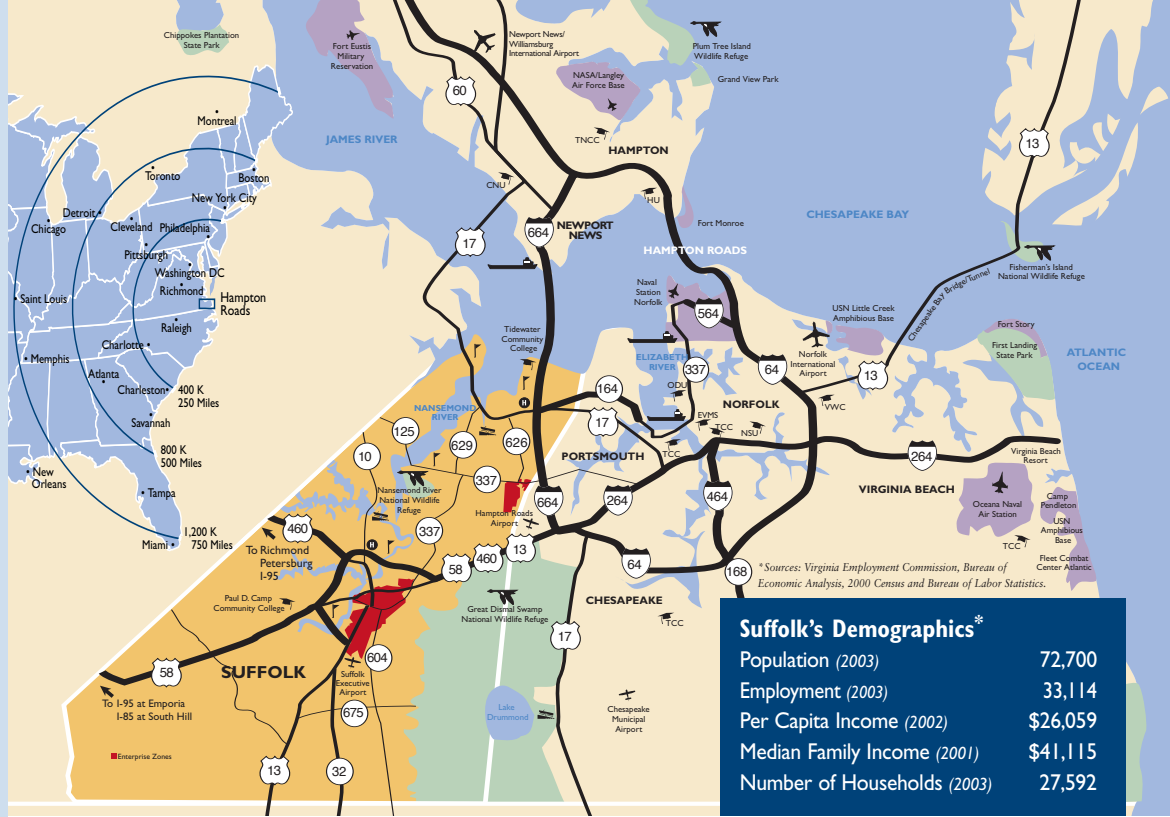 Chippokes Plantation
State Park
Fort Eustis
Military
Reservation
Newport News/
Williamsburg
International Airport
Plum Tree Island
Wildlife Refuge
Grand View Park
NASA/Langley
Air Force Base
60
JAMES RIVER
TNCC
HAMPTON
13
Montreal
Toronto
Boston
New York City
Detroit
Chicago
Cleveland
Philadelphia
Pittsburgh
Washington DC
Richmond
Saint Louis
Hampton
Roads
Raleigh
Charlotte
Memphis
Atlanta
Charleston
400 K
250 Miles
Savannah
800 K
500 Miles
New
Orleans
Tampa
1,200 K
750 Miles
Miami
CNU
HU
Fort Monroe
CHESAPEAKE BAY
664
NEWPORT
NEWS
17
HAMPTON ROADS
Fisherman's Island
National Wildlife Refuge
Chesapeake Bay Bridge/Tunnel
Naval
Station
Norfolk
564
USN Little Creek
Amphibious Base
Fort Story
First Landing
State Park
ATLANTIC
OCEAN
Tidewater
Community
College
ELIZABETH
RIVER
Norfolk
International
Airport
337
64
13
ODU
164
NORFOLK
VWC
H
NANSEMOND
RIVER
17
EVMS
TCC
NSU
125
629
626
10
PORTSMOUTH
TCC
264
Virginia Beach
Resort
337
VIRGINIA BEACH
Nansemond River
National Wildlife
Refuge
664
264
464
Oceana Naval
Air Station
Camp
Pendleton
Hampton Roads
Airport
USN
Amphibious
Base
TCC
Fleet Combat
Center Atlantic
460
337
H
To Richmond
Petersburg
I-95
58
460
13
64
168
*Sources: Virginia Employment Commission, Bureau of
Economic Analysis, 2000 Census and Bureau of Labor Statistics.
Paul D. Camp
Community College
Great Dismal Swamp
National Wildlife Refuge
CHESAPEAKE
TCC
17
58
SUFFOLK
604
Suffolk
Executive
Airport
To I-95 at Emporia
I-85 at South Hill
675
Lake
Drummond
Chesapeake
Municipal
Airport
Enterprise Zones
13
32
Suffolk's Demographics*
Population (2003) 72,700
Employment (2003) 33,114
Per Capita Income (2002) $26,059
Median Family Income (2001) $41,115
Number of Households (2003) 27,592